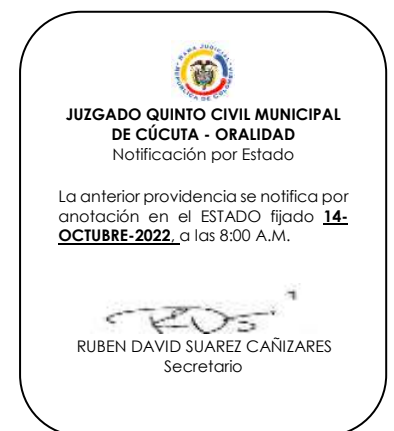 JUZGADO QUINTO CIVIL MUNICIPAL
DE CÚCUTA - ORALIDAD
Notificación por Estado
La anterior providencia se notifica por
anotación en el ESTADO fijado 14-
OCTUBRE-2022, a las 8:00 A.M.
RUBEN DAVID SUAREZ CAÑIZARES
Secretario